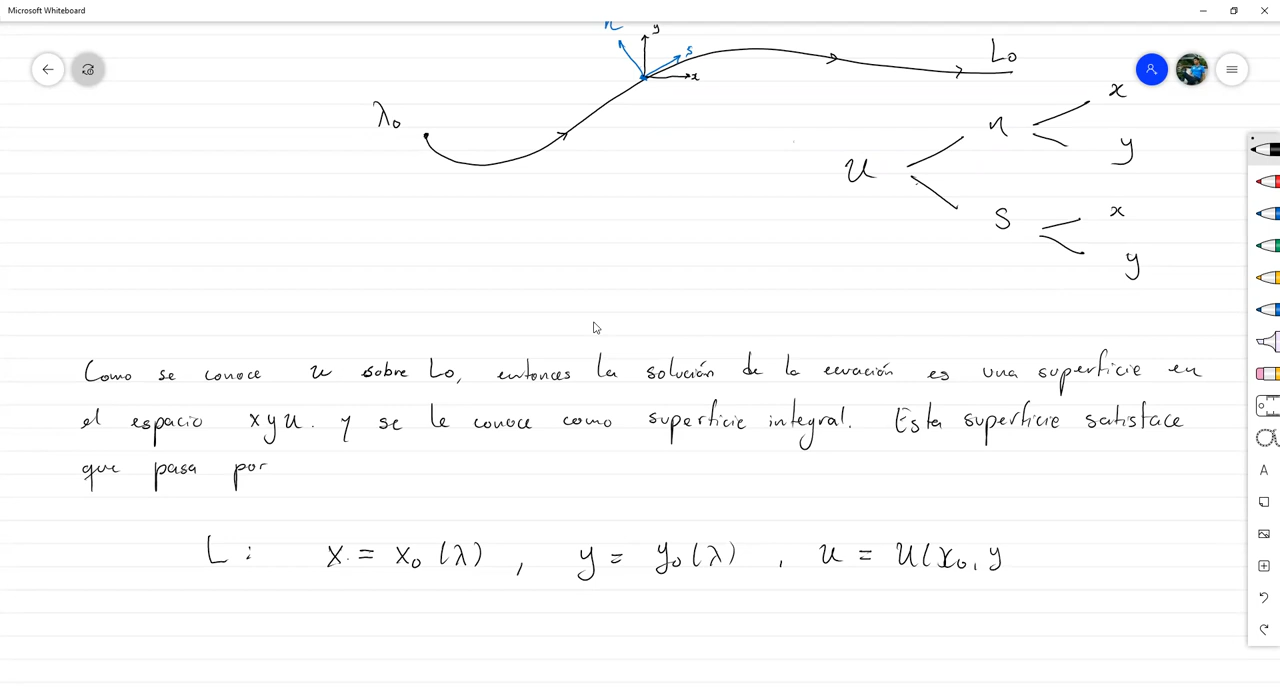 Microsoft Whiteboard
n y
s
x
L₀
λ₀
x
n
y
u
s
x
y
Como se conoce u sobre L₀, entonces la solución de la ecuación es una superficie en
el espacio xyu. y se le conoce como superficie integral. Esta superficie satisface
que pasa por
L: x = x₀(λ), y = y₀(λ), u = u(x₀, y
A